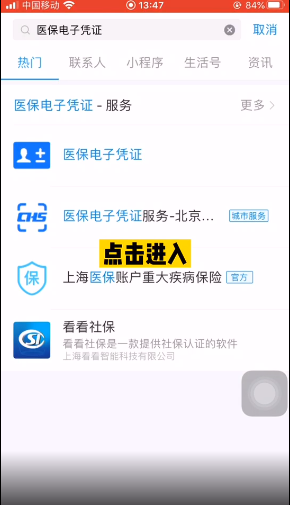 中国移动 13:47 84%
医保电子凭证 取消
热门 联系人 小程序 生活号 资讯
医保电子凭证 - 服务 更多
医保电子凭证
CHS 医保电子凭证服务-北京... 城市服务
点击进入
保 上海医保账户重大疾病保险 官方
看看社保
看看社保是一款提供社保认证的软件
上海看看智能科技有限公司